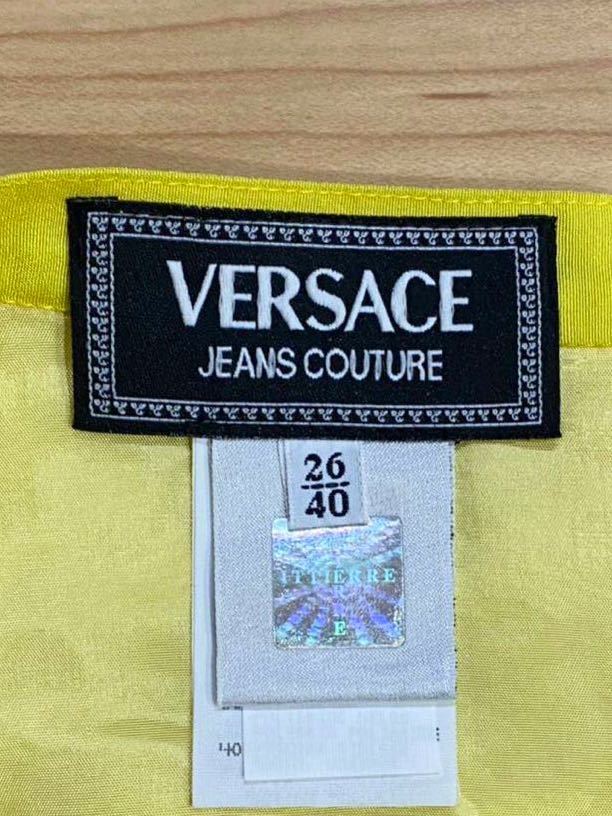 VERSACE
JEANS COUTURE
26
40
ITTIERRE
E